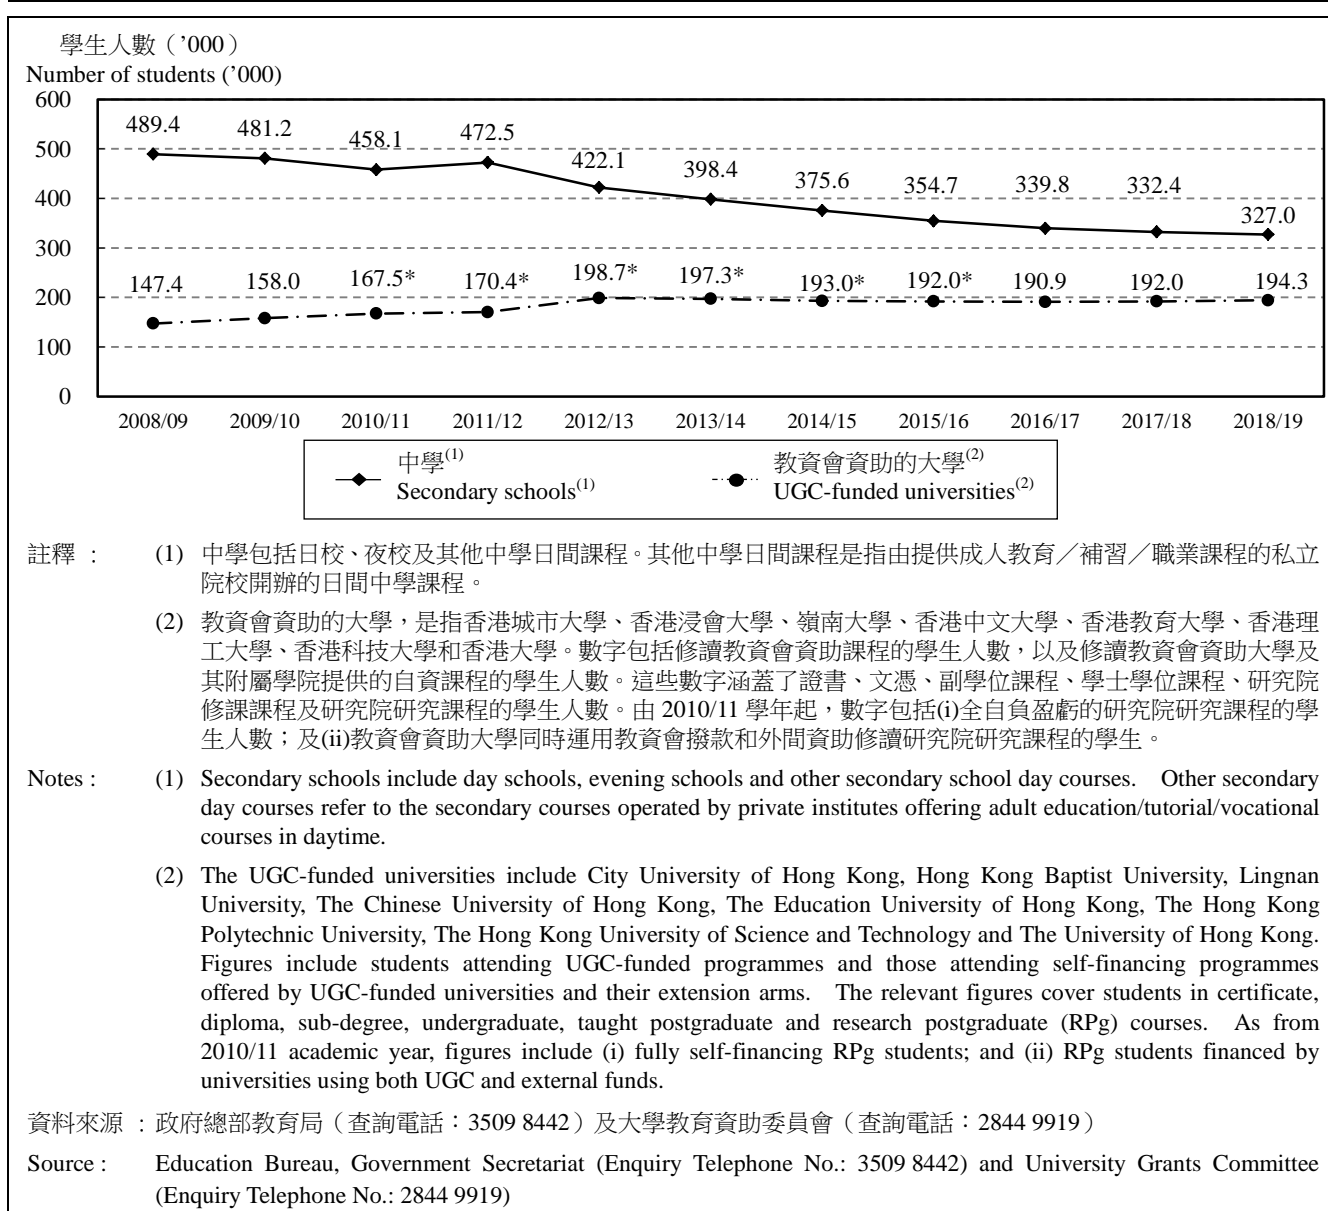 學生人數（’000）
Number of students (’000)
600
500
400
300
200
100
0
489.4 481.2 458.1 472.5 422.1 398.4 375.6 354.7 339.8 332.4 327.0
147.4 158.0 167.5* 170.4* 198.7* 197.3* 193.0* 192.0* 190.9 192.0 194.3
2008/09 2009/10 2010/11 2011/12 2012/13 2013/14 2014/15 2015/16 2016/17 2017/18 2018/19
中學(1)
Secondary schools(1)
教資會資助的大學(2)
UGC-funded universities(2)
註釋： (1) 中學包括日校、夜校及其他中學日間課程。其他中學日間課程是指由提供成人教育／補習／職業課程的私立
院校開辦的日間中學課程。
(2) 教資會資助的大學，是指香港城市大學、香港浸會大學、嶺南大學、香港中文大學、香港教育大學、香港理
工大學、香港科技大學和香港大學。數字包括修讀教資會資助課程的學生人數，以及修讀教資會資助大學及
其附屬學院提供的自資課程的學生人數。這些數字涵蓋了證書、文憑、副學位課程、學士學位課程、研究院
修課課程及研究院研究課程的學生人數。由 2010/11 學年起，數字包括(i)全自負盈虧的研究院研究課程的學
生人數；及(ii)教資會資助大學同時運用教資會撥款和外間資助修讀研究院研究課程的學生。
Notes : (1) Secondary schools include day schools, evening schools and other secondary school day courses. Other secondary
day courses refer to the secondary courses operated by private institutes offering adult education/tutorial/vocational
courses in daytime.
(2) The UGC-funded universities include City University of Hong Kong, Hong Kong Baptist University, Lingnan
University, The Chinese University of Hong Kong, The Education University of Hong Kong, The Hong Kong
Polytechnic University, The Hong Kong University of Science and Technology and The University of Hong Kong.
Figures include students attending UGC-funded programmes and those attending self-financing programmes
offered by UGC-funded universities and their extension arms. The relevant figures cover students in certificate,
diploma, sub-degree, undergraduate, taught postgraduate and research postgraduate (RPg) courses. As from
2010/11 academic year, figures include (i) fully self-financing RPg students; and (ii) RPg students financed by
universities using both UGC and external funds.
資料來源：政府總部教育局（查詢電話：3509 8442）及大學教育資助委員會（查詢電話：2844 9919）
Source : Education Bureau, Government Secretariat (Enquiry Telephone No.: 3509 8442) and University Grants Committee
(Enquiry Telephone No.: 2844 9919)